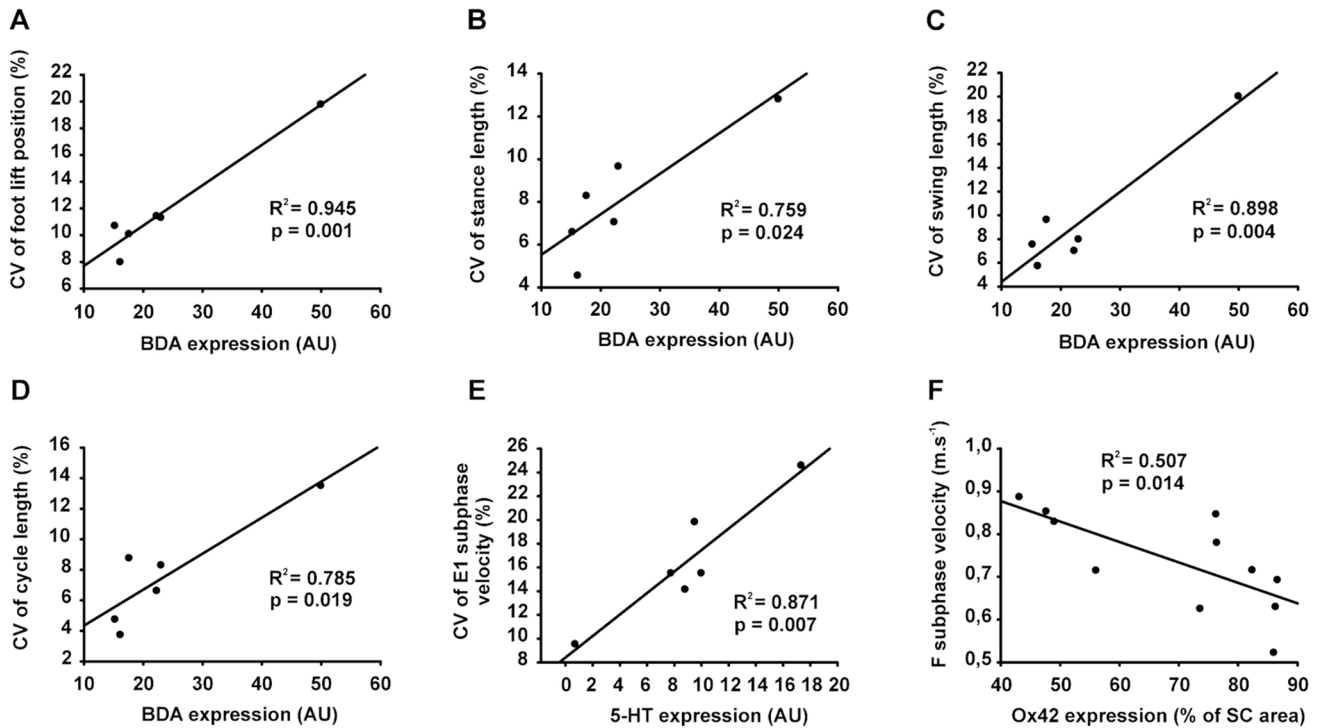 A
CV of foot lift position (%)
22
20
18
16
14
12
10
8
6
R² = 0.945
p = 0.001
10 20 30 40 50 60
BDA expression (AU)
B
CV of stance length (%)
14
12
10
8
6
4
R² = 0.759
p = 0.024
10 20 30 40 50 60
BDA expression (AU)
C
CV of swing length (%)
22
20
18
16
14
12
10
8
6
4
R² = 0.898
p = 0.004
10 20 30 40 50 60
BDA expression (AU)
D
CV of cycle length (%)
16
14
12
10
8
6
4
2
R² = 0.785
p = 0.019
10 20 30 40 50 60
BDA expression (AU)
E
CV of E1 subphase
velocity (%)
26
24
22
20
18
16
14
12
10
8
R² = 0.871
p = 0.007
0 2 4 6 8 10 12 14 16 18 20
5-HT expression (AU)
F
F subphase velocity (m.s⁻¹)
1,0
0,9
0,8
0,7
0,6
0,5
R² = 0.507
p = 0.014
40 50 60 70 80 90
Ox42 expression (% of SC area)